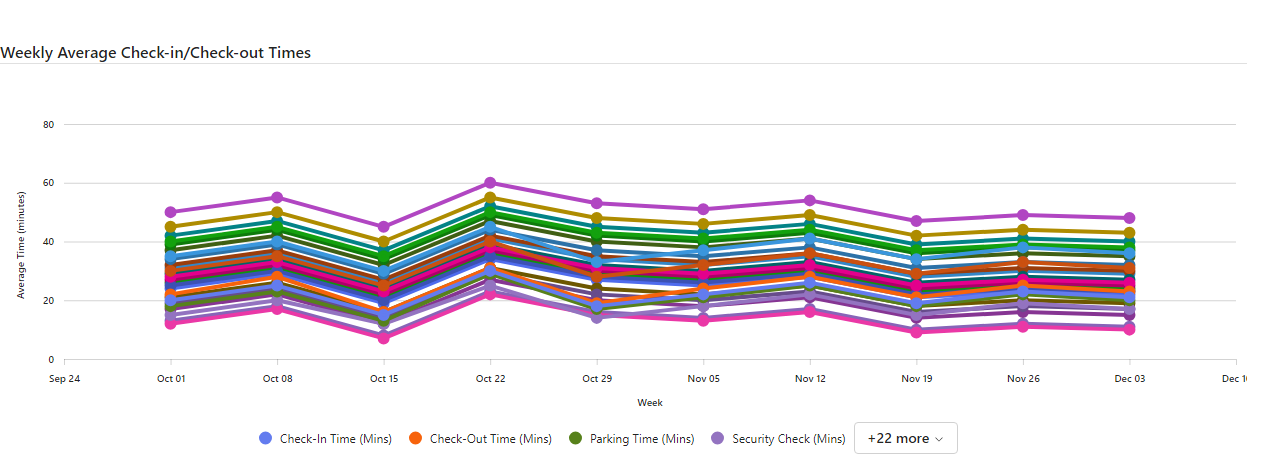 Weekly Average Check-in/Check-out Times
80
60
40
20
0
Average Time (minutes)
Sep 24 Oct 01 Oct 08 Oct 15 Oct 22 Oct 29 Nov 05 Nov 12 Nov 19 Nov 26 Dec 03 Dec
Week
Check-In Time (Mins) Check-Out Time (Mins) Parking Time (Mins) Security Check (Mins) +22 more